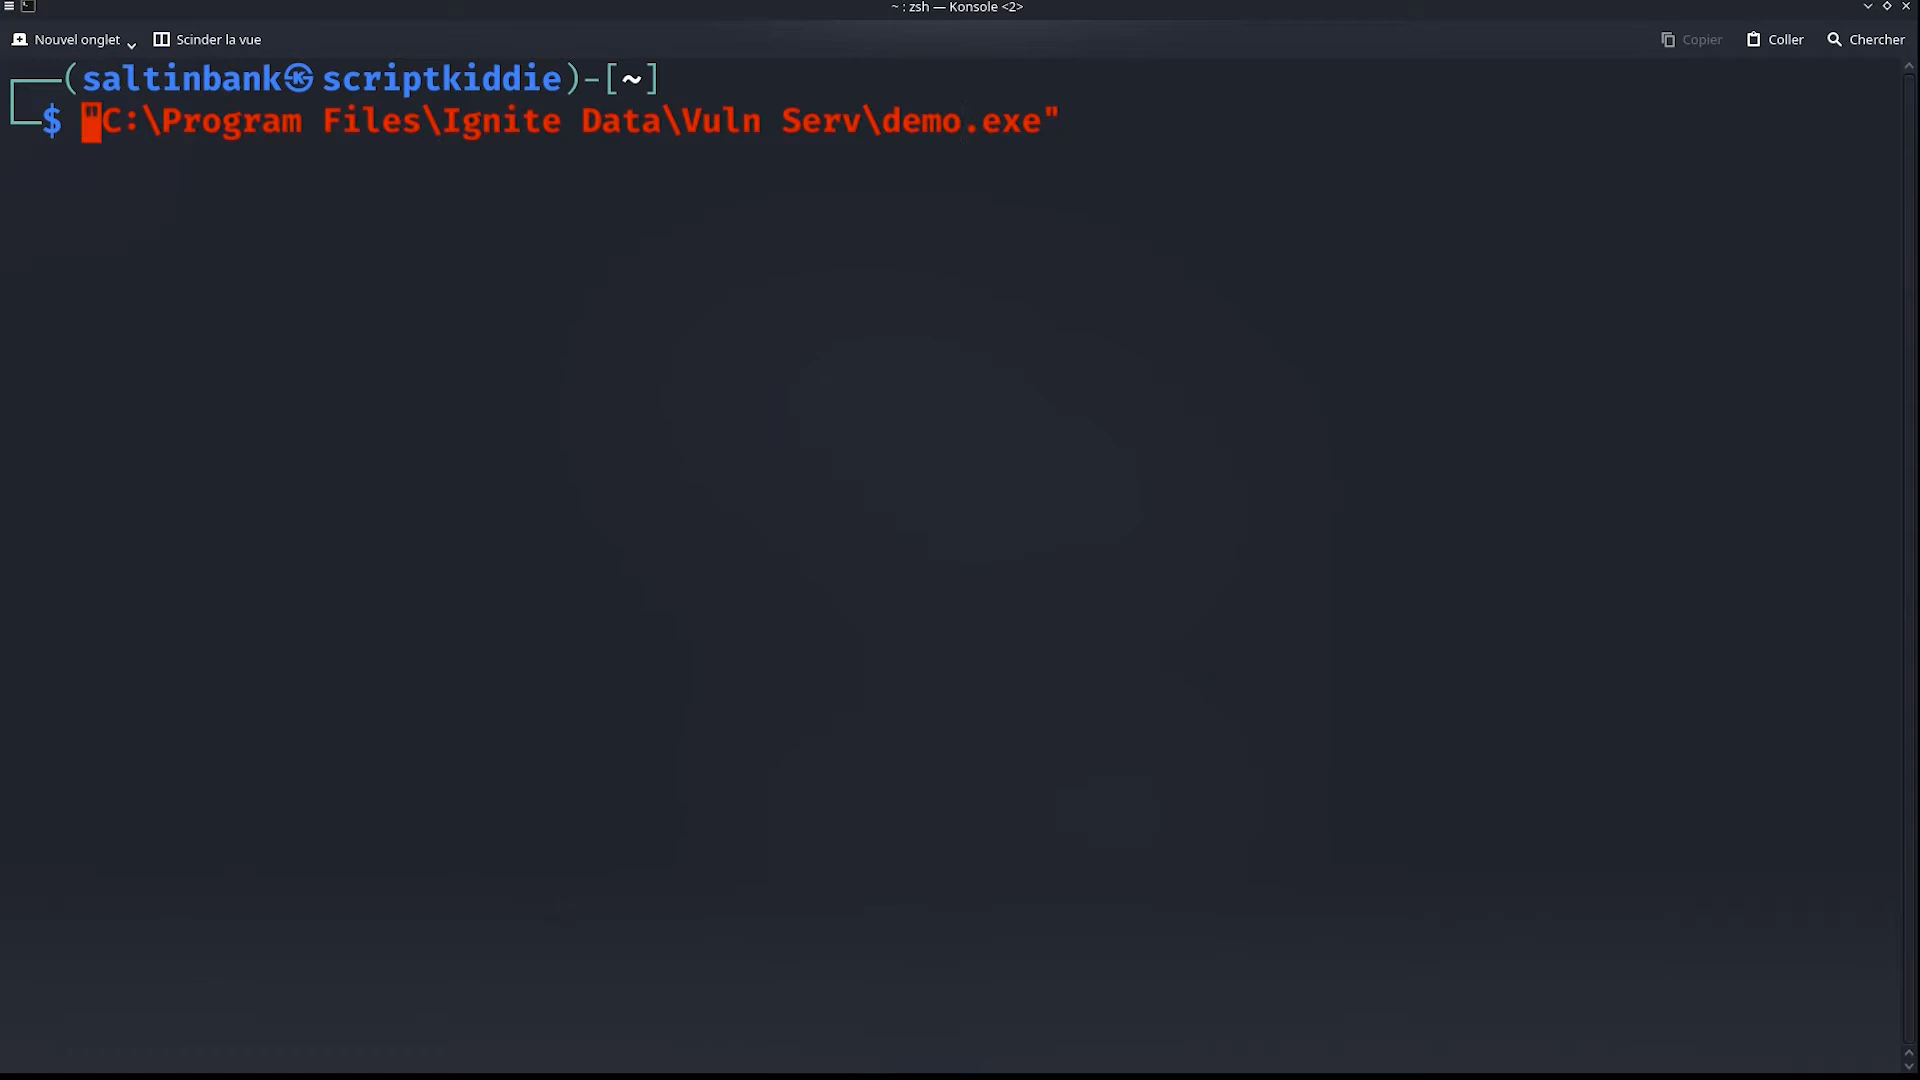 ~ : zsh — Konsole <2>
Nouvel onglet Scinder la vue Copier Coller Chercher
┌──(saltinbank㉿scriptkiddie)-[~]
└─$ "C:\Program Files\Ignite Data\Vuln Serv\demo.exe"